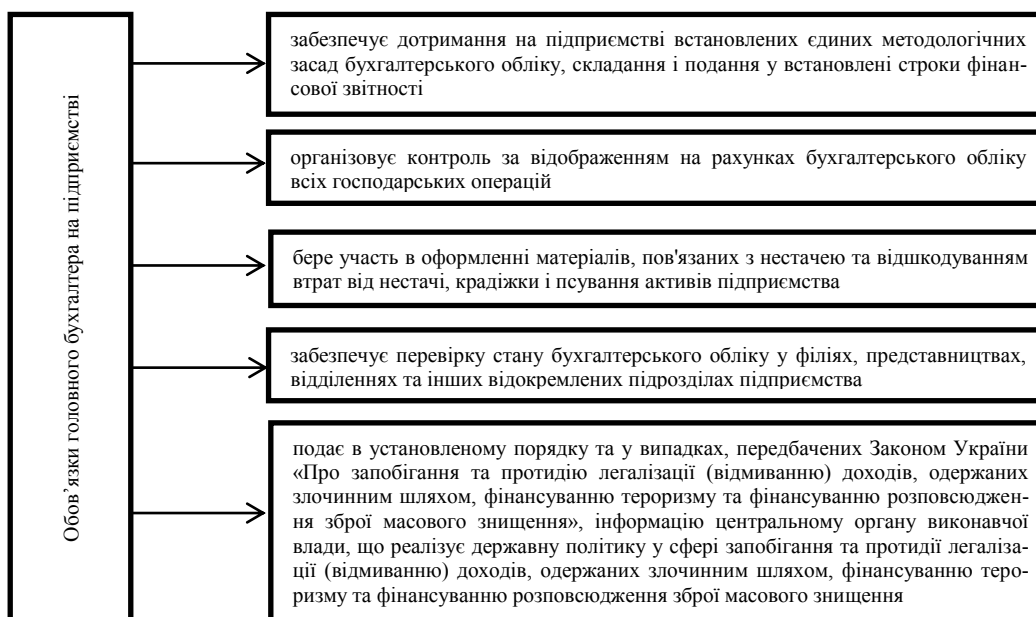 Обов’язки головного бухгалтера на підприємстві
забезпечує дотримання на підприємстві встановлених єдиних методологічних
засад бухгалтерського обліку, складання і подання у встановлені строки фінан-
сової звітності
організовує контроль за відображенням на рахунках бухгалтерського обліку
всіх господарських операцій
бере участь в оформленні матеріалів, пов'язаних з нестачею та відшкодуванням
втрат від нестачі, крадіжки і псування активів підприємства
забезпечує перевірку стану бухгалтерського обліку у філіях, представництвах,
відділеннях та інших відокремлених підрозділах підприємства
подає в установленому порядку та у випадках, передбачених Законом України
«Про запобігання та протидію легалізації (відмиванню) доходів, одержаних
злочинним шляхом, фінансуванню тероризму та фінансуванню розповсюджен-
ня зброї масового знищення», інформацію центральному органу виконавчої
влади, що реалізує державну політику у сфері запобігання та протидії легаліза-
ції (відмиванню) доходів, одержаних злочинним шляхом, фінансуванню теро-
ризму та фінансуванню розповсюдження зброї масового знищення